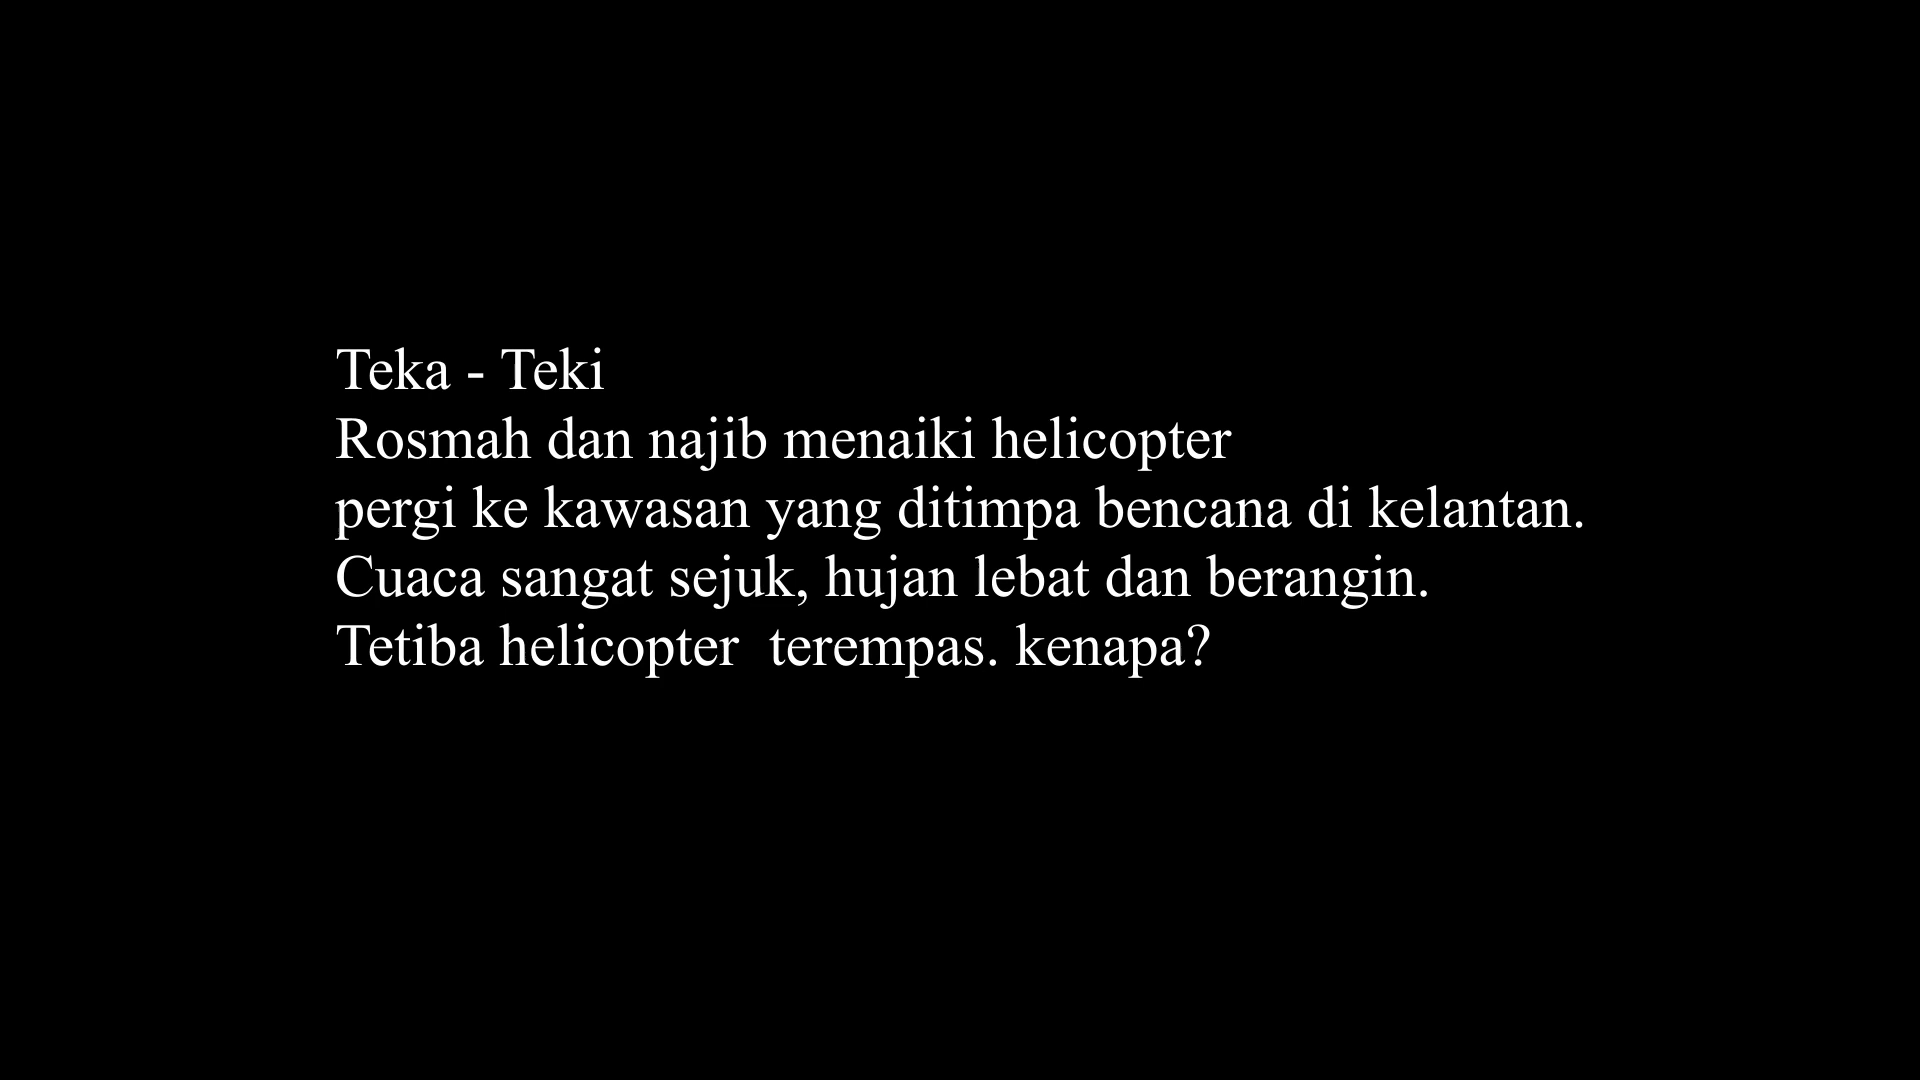 Teka - Teki
Rosmah dan najib menaiki helicopter
pergi ke kawasan yang ditimpa bencana di kelantan.
Cuaca sangat sejuk, hujan lebat dan berangin.
Tetiba helicopter  terempas. kenapa?